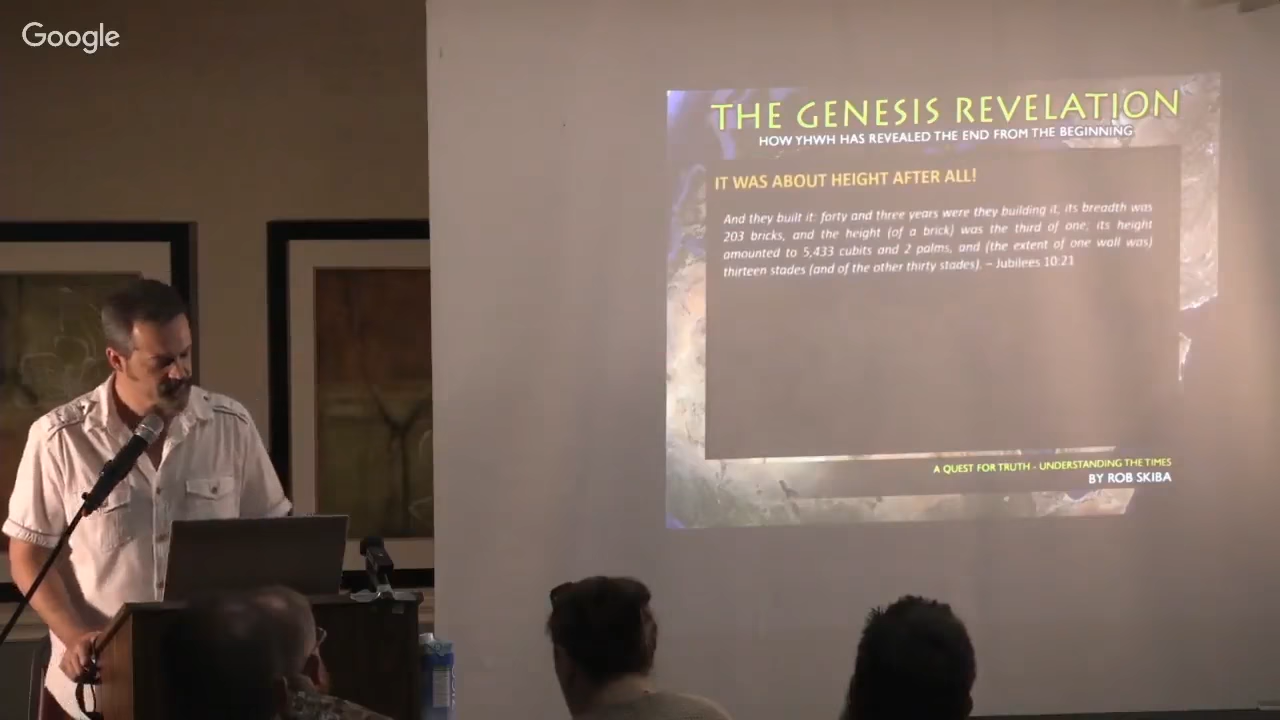 Google
THE GENESIS REVELATION
HOW YHWH HAS REVEALED THE END FROM THE BEGINNING
IT WAS ABOUT HEIGHT AFTER ALL!
And they built it: forty and three years were they building it; its breadth was
203 bricks, and the height (of a brick) was the third of one; its height
amounted to 5,433 cubits and 2 palms, and (the extent of one wall was)
thirteen stades (and of the other thirty stades). – Jubilees 10:21
A QUEST FOR TRUTH - UNDERSTANDING THE TIMES
BY ROB SKIBA